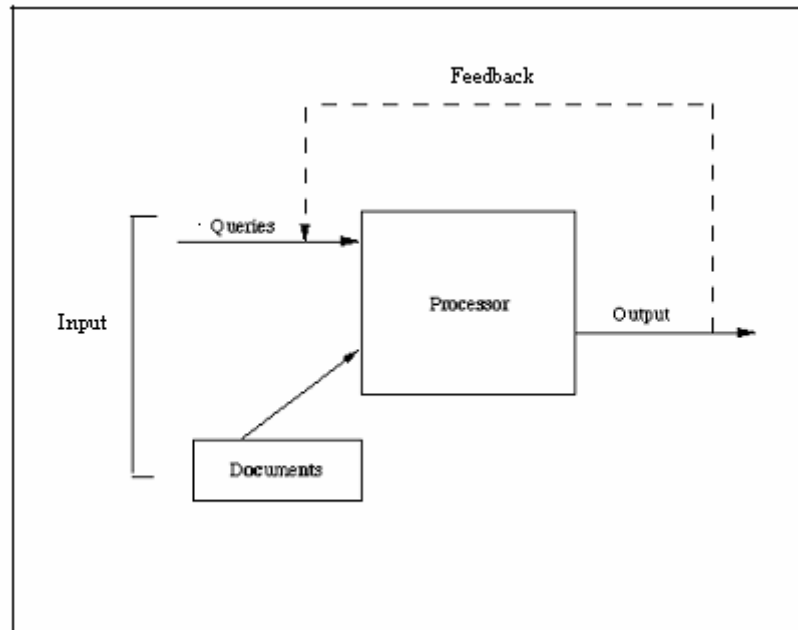 Feedback
Queries
Processor
Input
Output
Documents